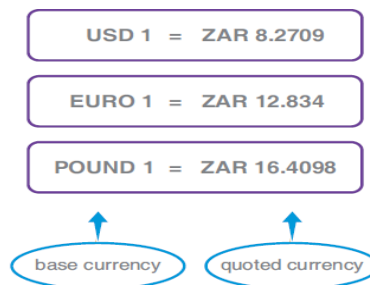 USD 1 = ZAR 8.2709
EURO 1 = ZAR 12.834
POUND 1 = ZAR 16.4098
base currency quoted currency